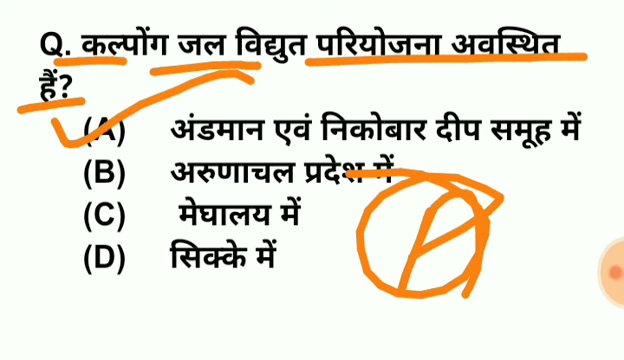 Q. कल्पोंग जल विद्युत परियोजना अवस्थित
हैं?
(A) अंडमान एवं निकोबार दीप समूह में
(B) अरुणाचल प्रदेश में
(C) मेघालय में
(D) सिक्के में
A